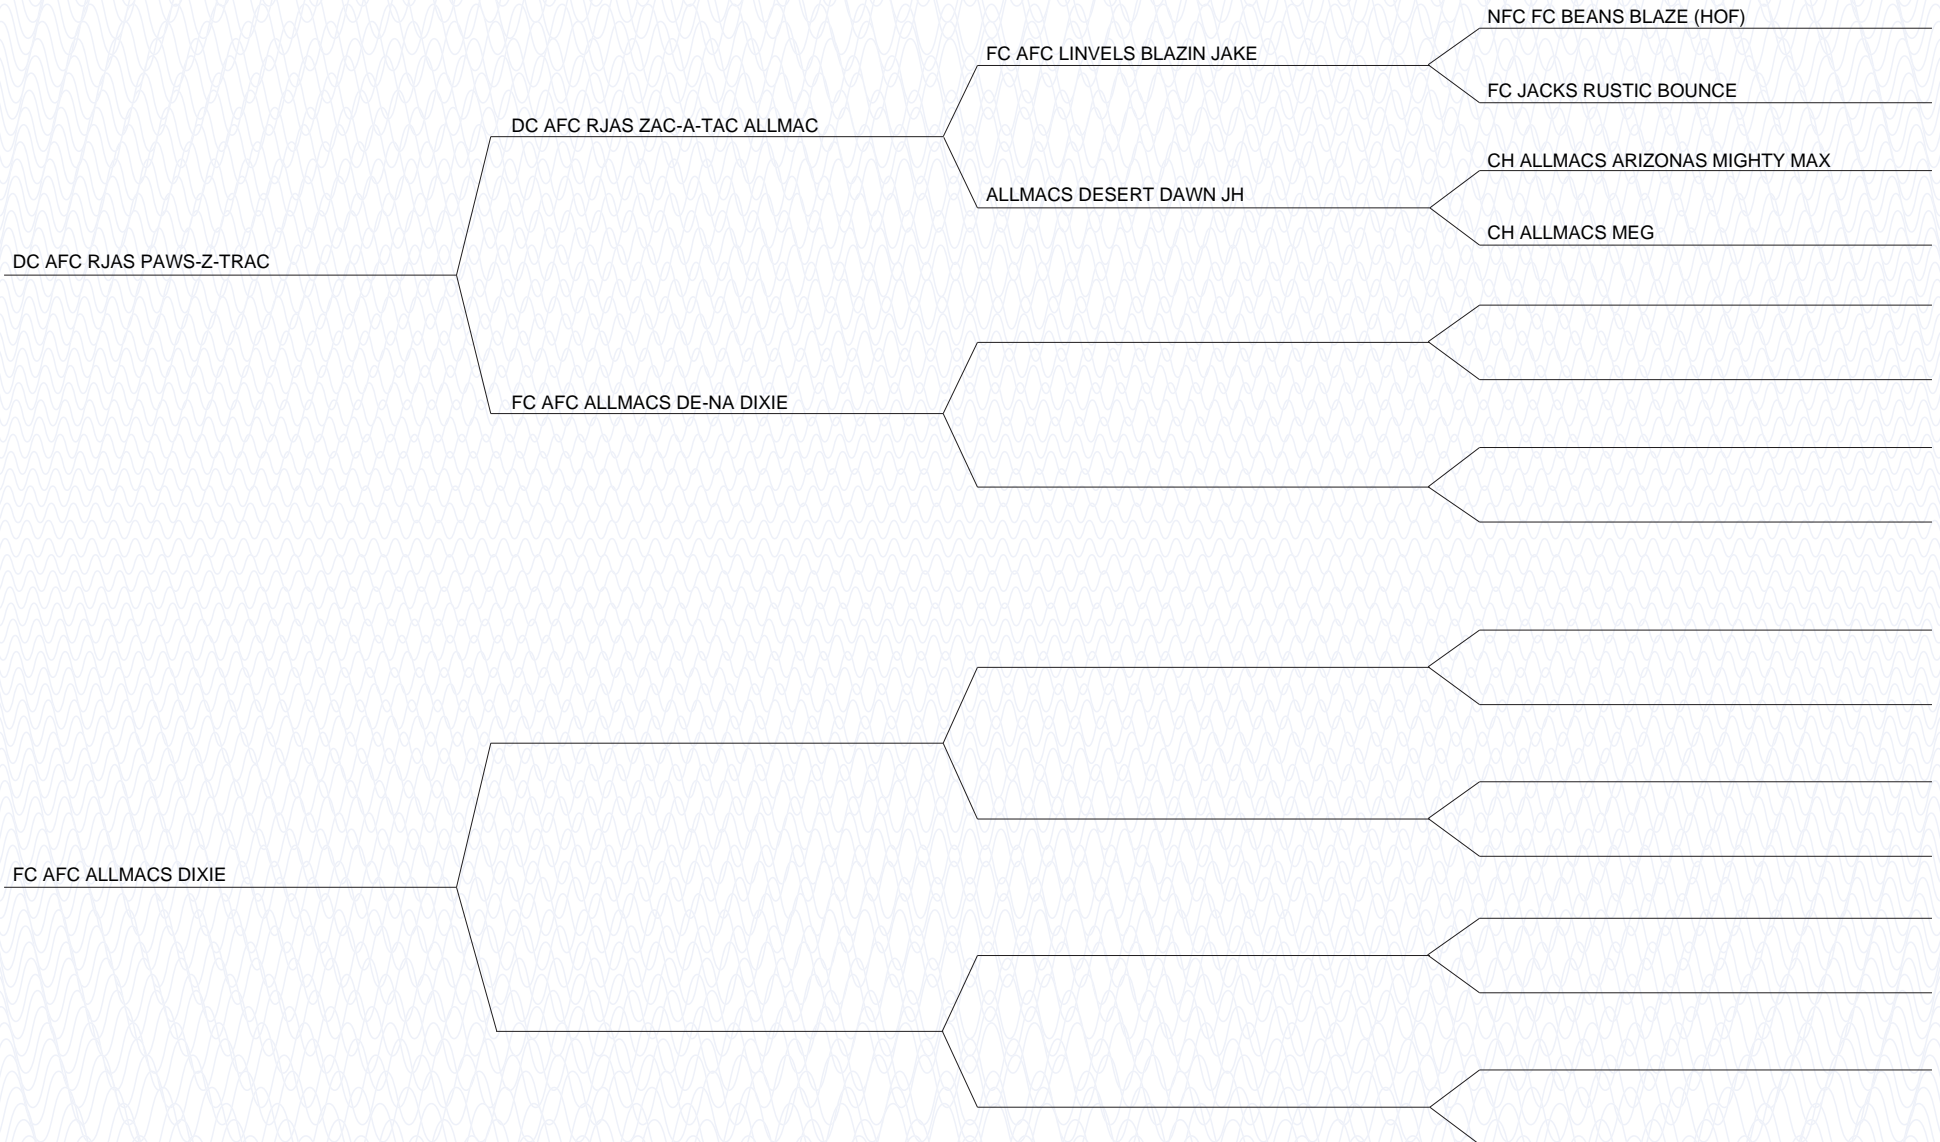 NFC FC BEANS BLAZE (HOF)
FC AFC LINVELS BLAZIN JAKE
FC JACKS RUSTIC BOUNCE
DC AFC RJAS ZAC-A-TAC ALLMAC
CH ALLMACS ARIZONAS MIGHTY MAX
ALLMACS DESERT DAWN JH
CH ALLMACS MEG
DC AFC RJAS PAWS-Z-TRAC
FC AFC ALLMACS DE-NA DIXIE
FC AFC ALLMACS DIXIE